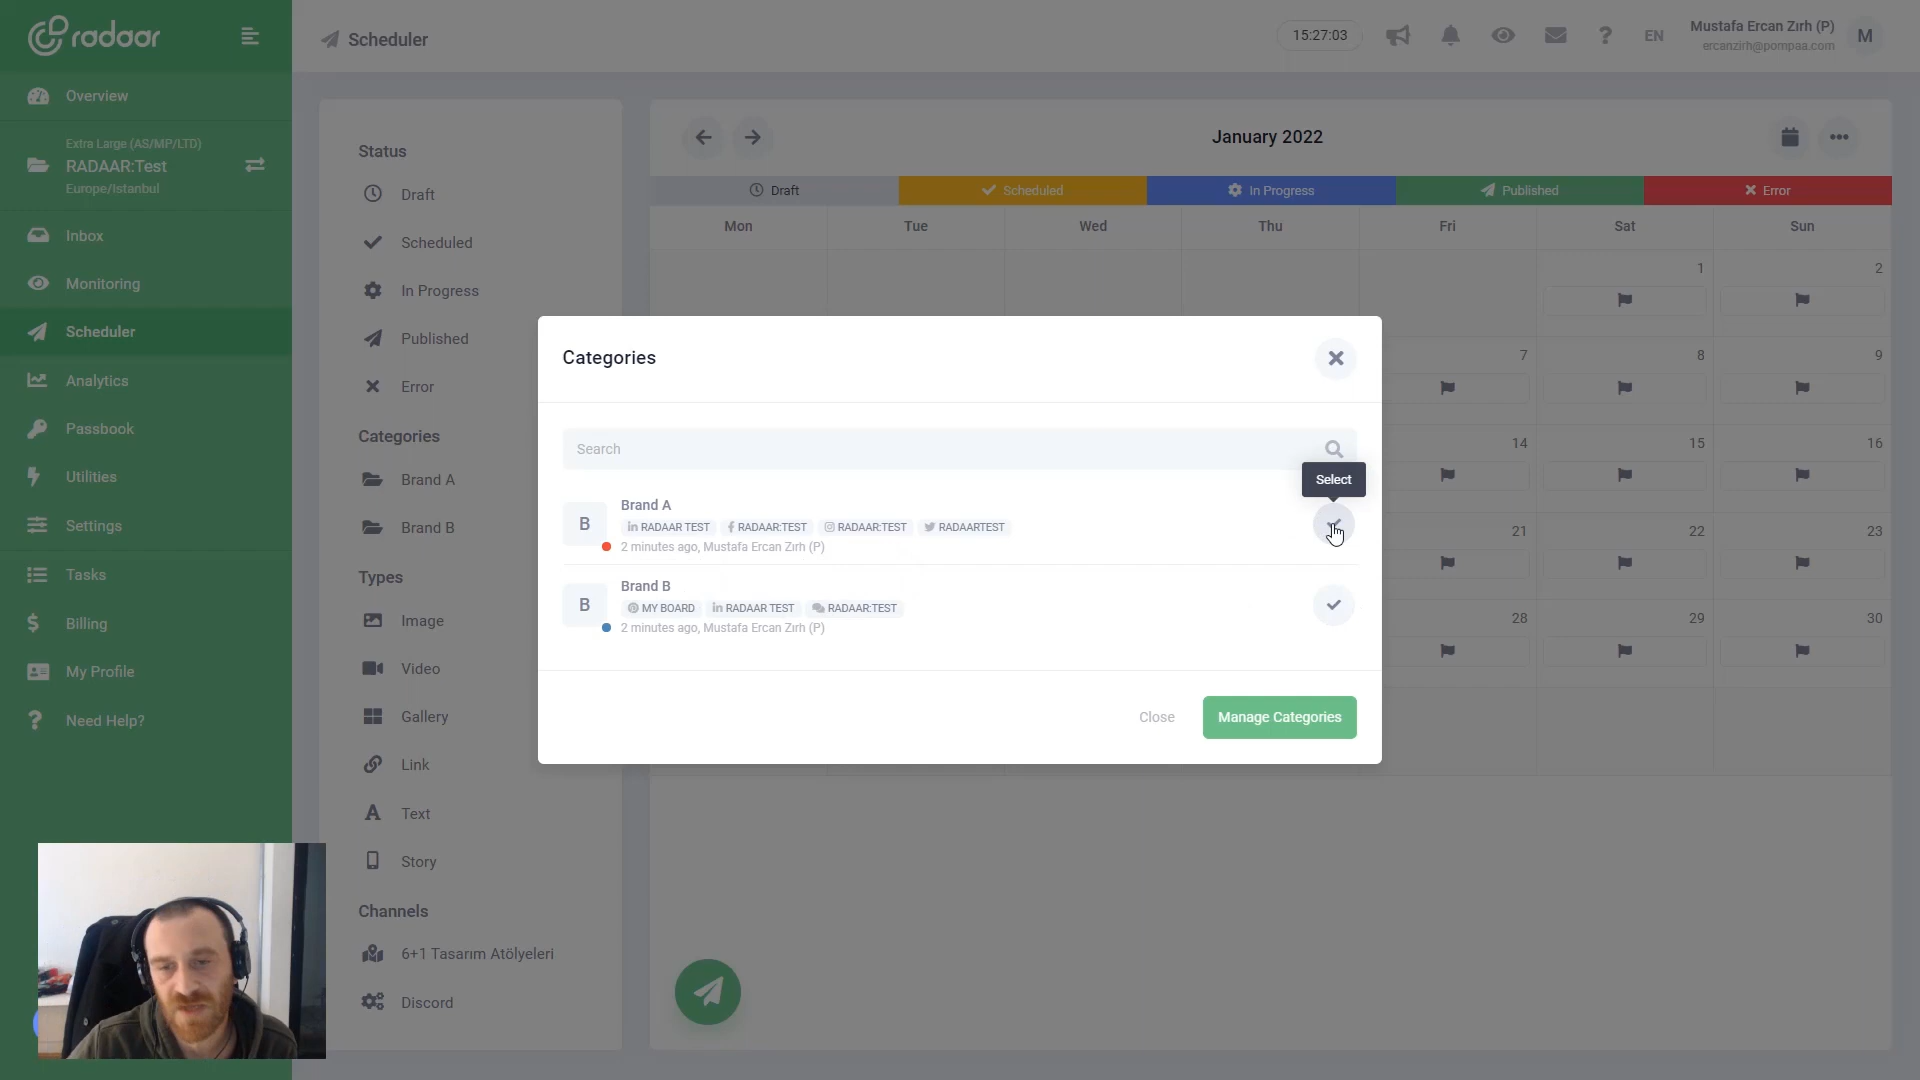 radaar
Scheduler
15:27:03
EN
Mustafa Ercan Zırh (P)
ercanzirh@pompaa.com
M
Overview
Extra Large (AS/MP/LTD)
RADAAR:Test
Europe/Istanbul
Inbox
Monitoring
Scheduler
Analytics
Passbook
Utilities
Settings
Tasks
Billing
My Profile
Need Help?
Status
Draft
Scheduled
In Progress
Published
Error
Categories
Brand A
Brand B
Types
Image
Video
Gallery
Link
Text
Story
Channels
6+1 Tasarım Atölyeleri
Discord
January 2022
Draft
Scheduled
In Progress
Published
Error
Mon Tue Wed Thu Fri Sat Sun
1 2
7 8 9
14 15 16
21 22 23
28 29 30
Categories
Search
Select
B
Brand A
RADAAR TEST RADAAR:TEST RADAAR:TEST RADAARTEST
2 minutes ago, Mustafa Ercan Zırh (P)
B
Brand B
MY BOARD RADAAR TEST RADAAR:TEST
2 minutes ago, Mustafa Ercan Zırh (P)
Close
Manage Categories